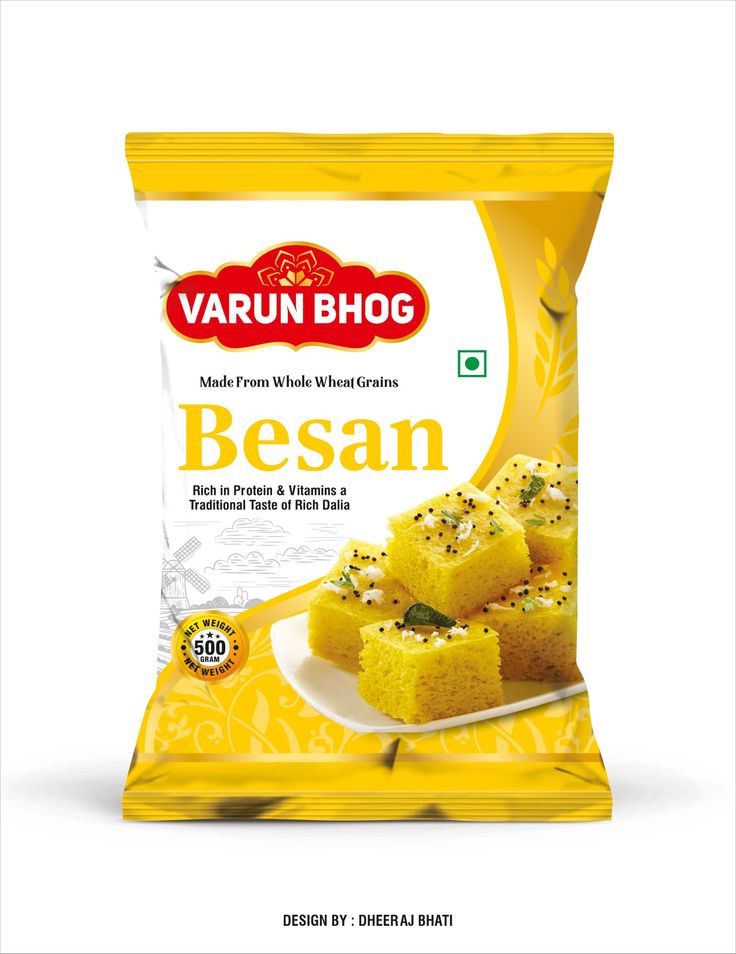 VARUN BHOG
Made From Whole Wheat Grains
Besan
Rich in Protein & Vitamins a
Traditional Taste of Rich Dalia
NET WEIGHT
500
GRAM
NET WEIGHT
DESIGN BY : DHEERAJ BHATI